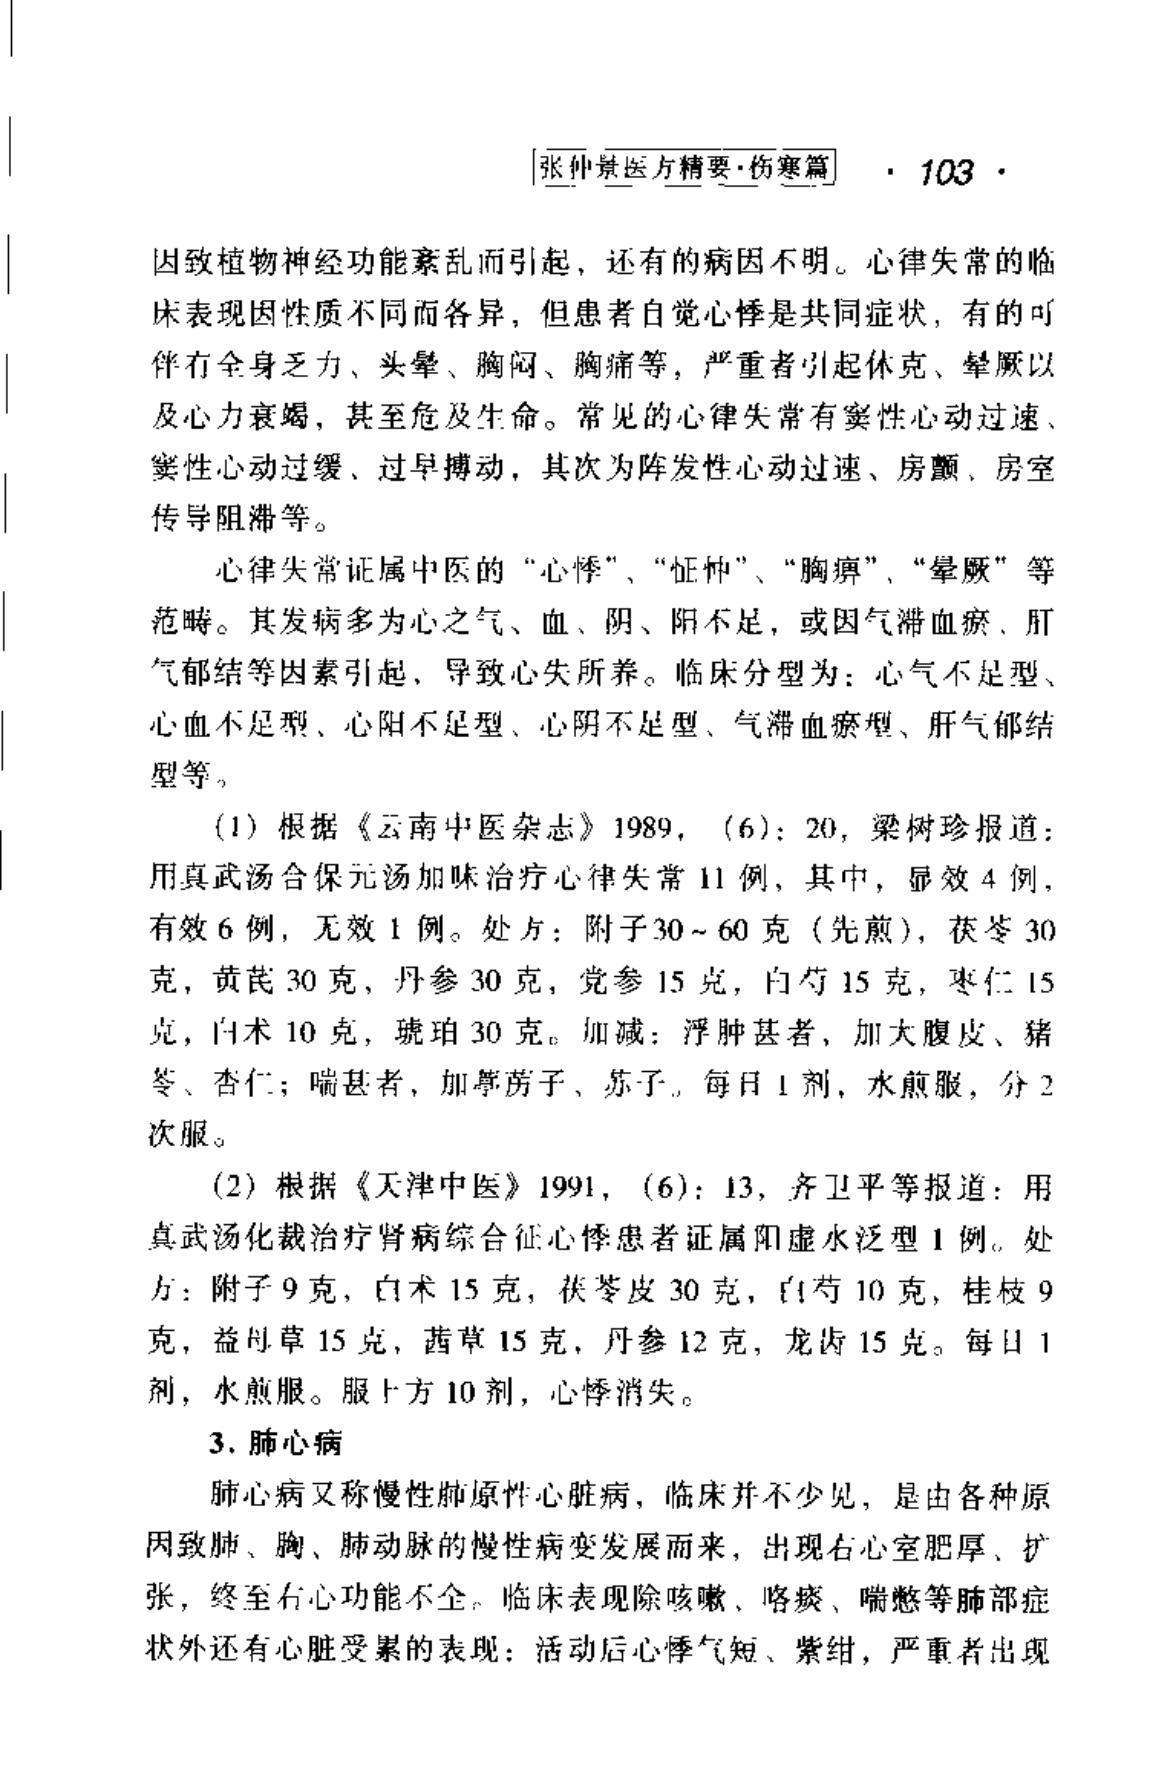 张仲景医方精要·伤寒篇 · 103 ·
因致植物神经功能紊乱而引起，还有的病因不明。心律失常的临
床表现因性质不同而各异，但患者自觉心悸是共同症状，有的可
伴有全身乏力、头晕、胸闷、胸痛等，严重者引起休克、晕厥以
及心力衰竭，甚至危及生命。常见的心律失常有窦性心动过速、
窦性心动过缓、过早搏动，其次为阵发性心动过速、房颤、房室
传导阻滞等。
心律失常证属中医的“心悸”、“怔忡”、“胸痹”、“晕厥”等
范畴。其发病多为心之气、血、阴、阳不足，或因气滞血瘀、肝
气郁结等因素引起，导致心失所养。临床分型为：心气不足型、
心血不足型、心阳不足型、心阴不足型、气滞血瘀型、肝气郁结
型等。
(1) 根据《云南中医杂志》1989，(6)：20，梁树珍报道：
用真武汤合保元汤加味治疗心律失常 11 例，其中，显效 4 例，
有效 6 例，无效 1 例。处方：附子30~60 克（先煎），茯苓 30
克，黄芪 30 克，丹参 30 克，党参 15 克，白芍 15 克，枣仁 15
克，白术 10 克，琥珀 30 克。加减：浮肿甚者，加大腹皮、猪
苓、杏仁；喘甚者，加葶苈子、苏子。每日 1 剂，水煎服，分 2
次服。
(2) 根据《天津中医》1991，(6)：13，齐卫平等报道：用
真武汤化裁治疗肾病综合征心悸患者证属阳虚水泛型 1 例。处
方：附子 9 克，白术 15 克，茯苓皮 30 克，白芍 10 克，桂枝 9
克，益母草 15 克，茜草 15 克，丹参 12 克，龙齿 15 克。每日 1
剂，水煎服。服上方 10 剂，心悸消失。
3. 肺心病
肺心病又称慢性肺原性心脏病，临床并不少见，是由各种原
因致肺、胸、肺动脉的慢性病变发展而来，出现右心室肥厚、扩
张，终至右心功能不全。临床表现除咳嗽、咯痰、喘憋等肺部症
状外还有心脏受累的表现：活动后心悸气短、紫绀，严重者出现